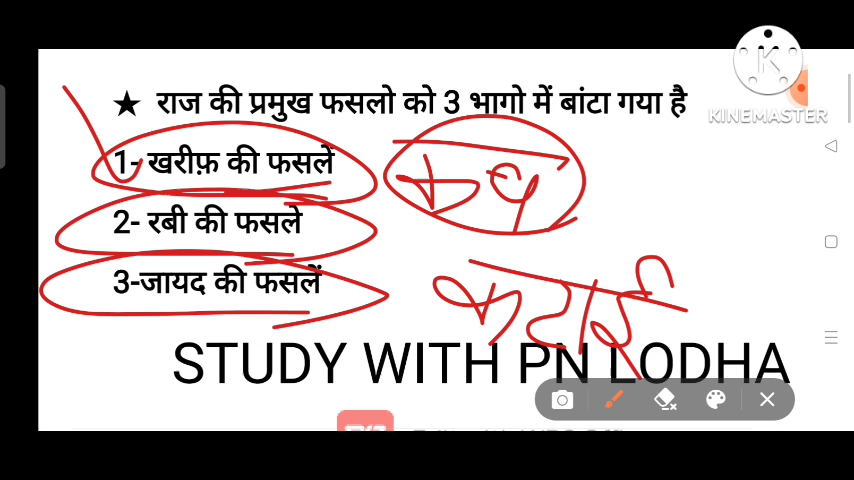 ★ राज की प्रमुख फसलो को 3 भागो में बांटा गया है
KINEMASTER
1- खरीफ़ की फसले
2- रबी की फसले
3-जायद की फसलें
STUDY WITH PN LODHA